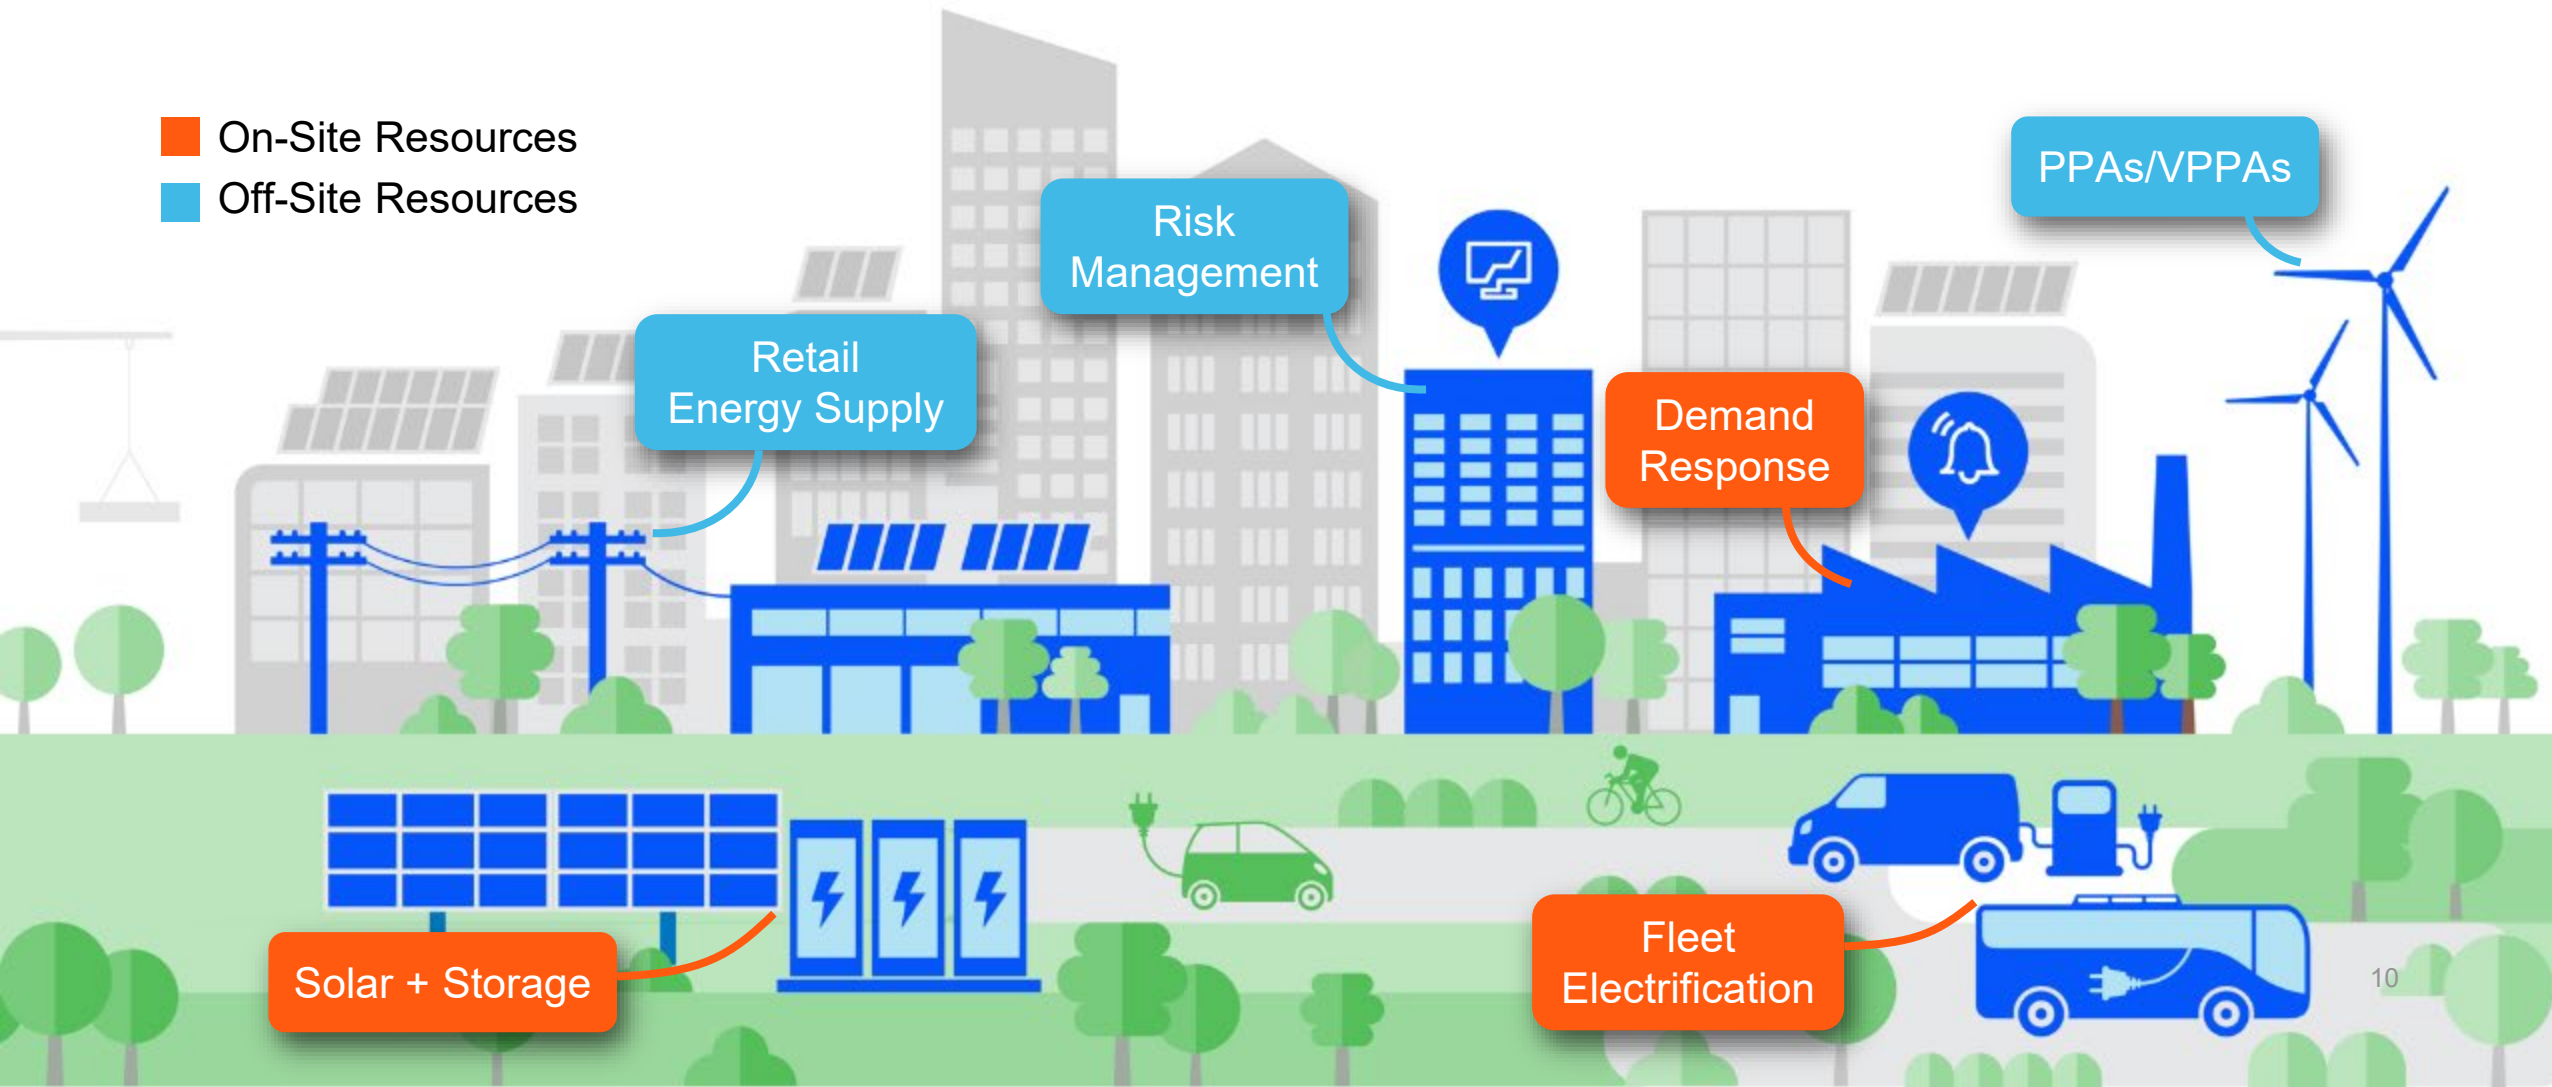 On-Site Resources
Off-Site Resources
PPAs/VPPAs
Risk
Management
Retail
Energy Supply
Demand
Response
Solar + Storage
Fleet
Electrification
10